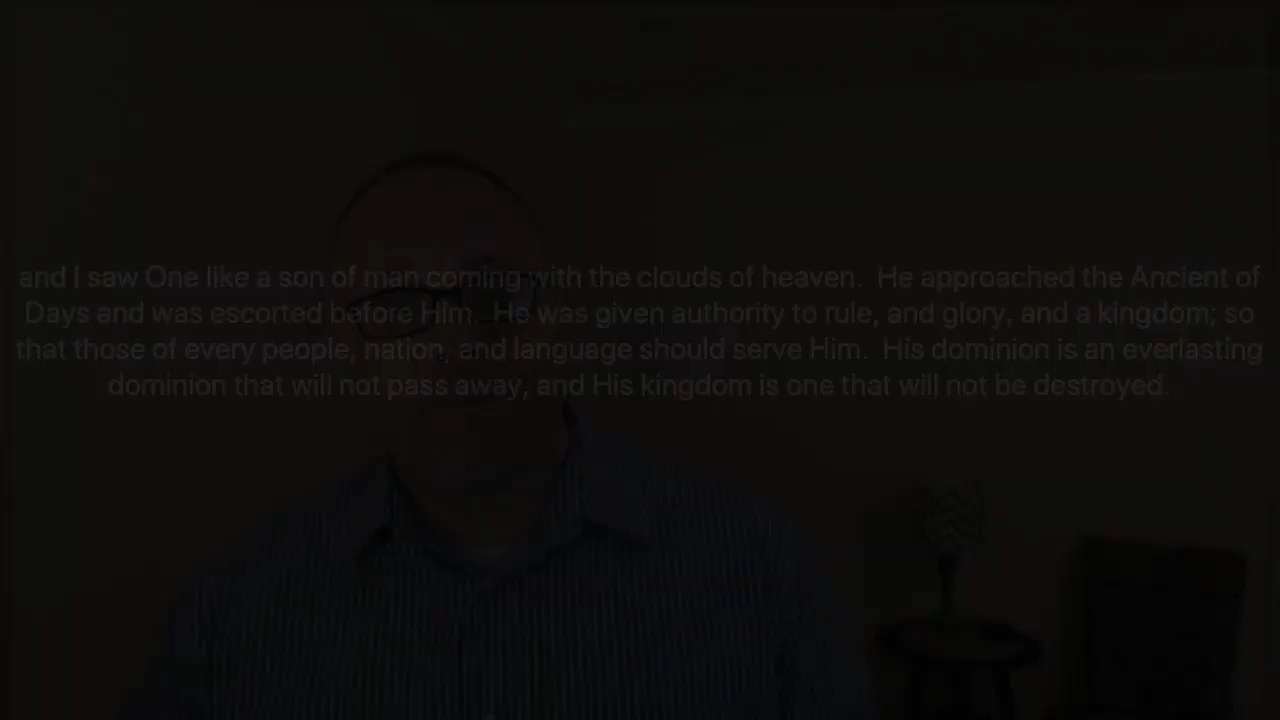 and I saw One like a son of man coming with the clouds of heaven.  He approached the Ancient of
Days and was escorted before Him.  He was given authority to rule, and glory, and a kingdom; so
that those of every people, nation, and language should serve Him.  His dominion is an everlasting
dominion that will not pass away, and His kingdom is one that will not be destroyed.